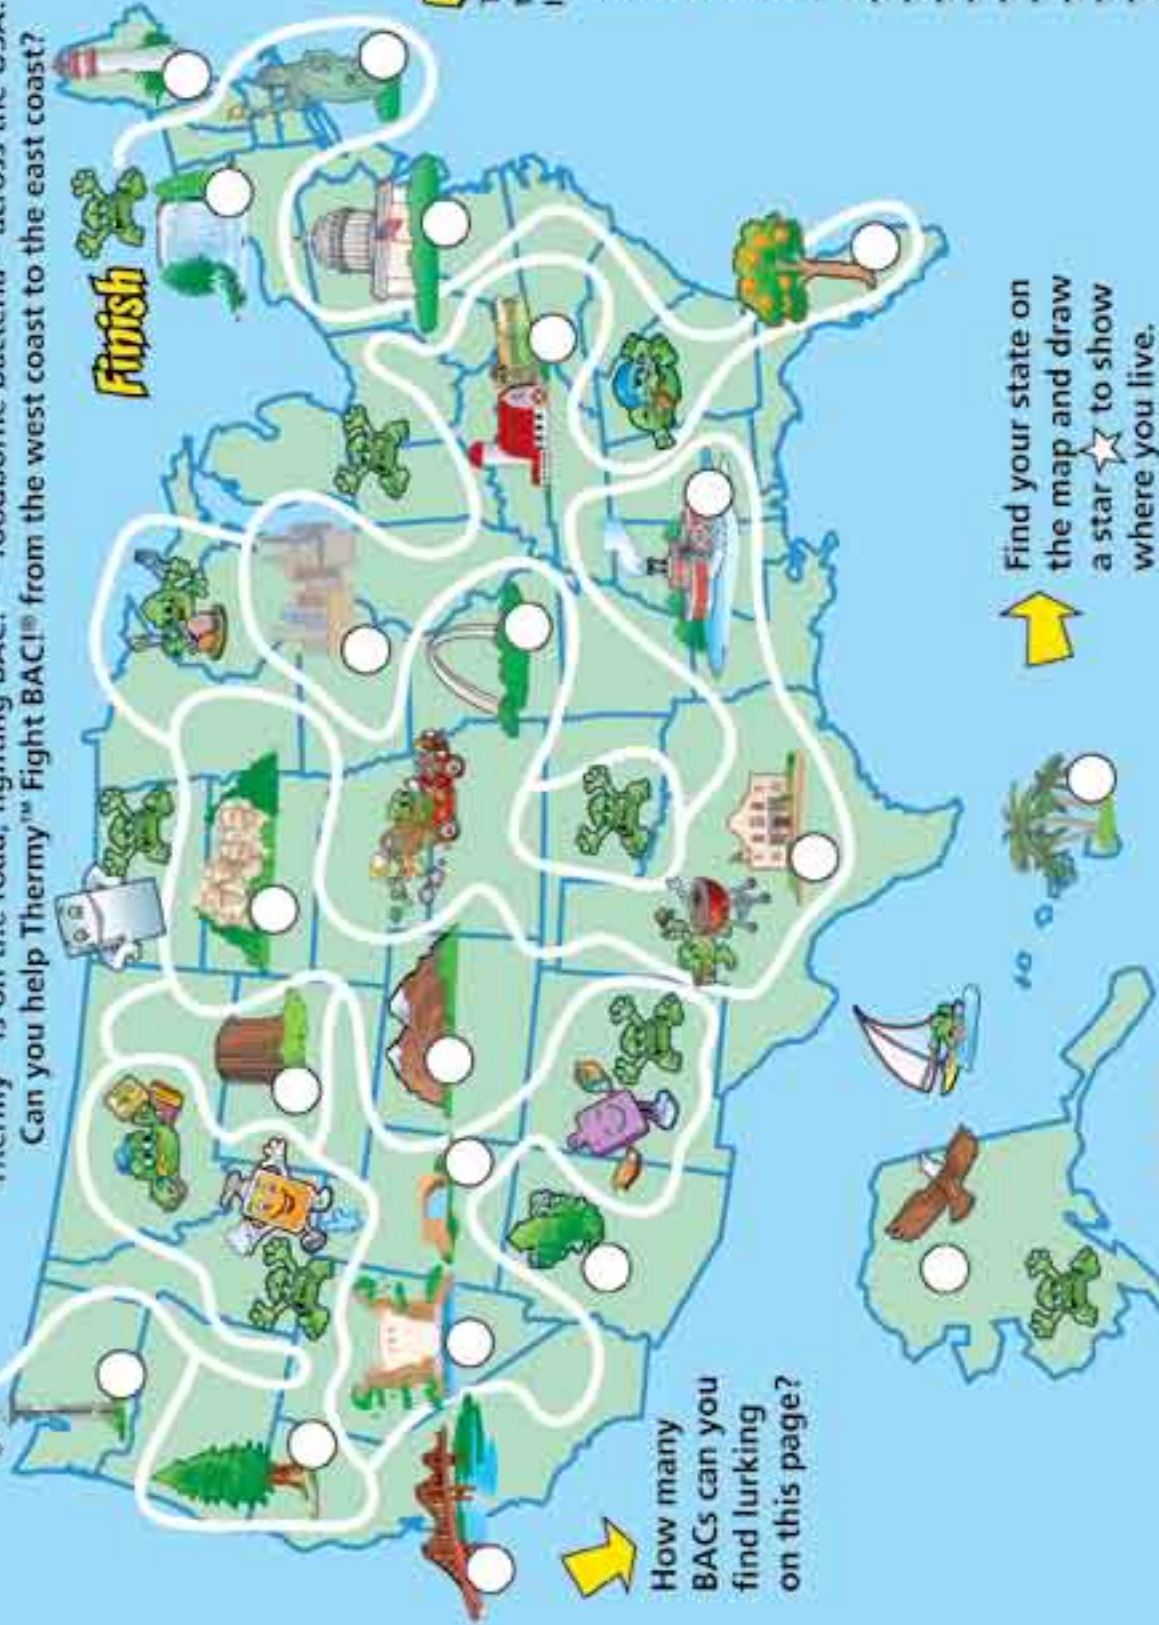 Can you help Thermy™ Fight BAC!® from the west coast to the east coast?
Finish
How many
BACs can you
find lurking
on this page?
Find your state on
the map and draw
a star to show
where you live.